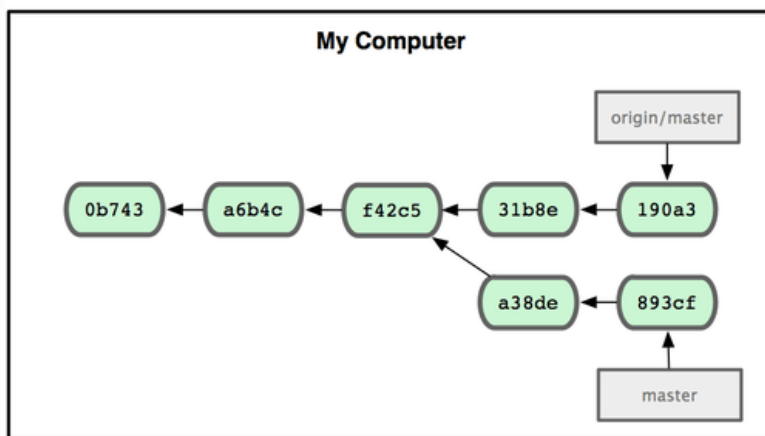 My Computer
origin/master
0b743
a6b4c
f42c5
31b8e
190a3
a38de
893cf
master